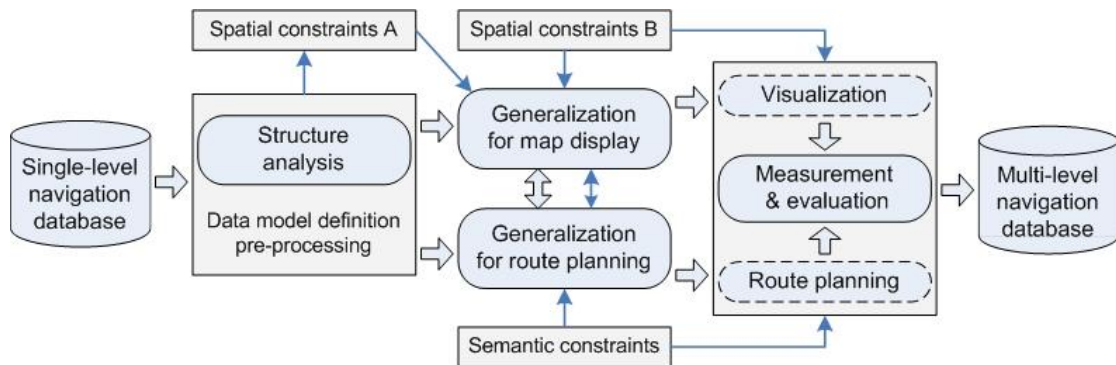 Spatial constraints A
Spatial constraints B
Single-level
navigation
database
Structure
analysis
Data model definition
pre-processing
Generalization
for map display
Generalization
for route planning
Visualization
Measurement
& evaluation
Route planning
Multi-level
navigation
database
Semantic constraints